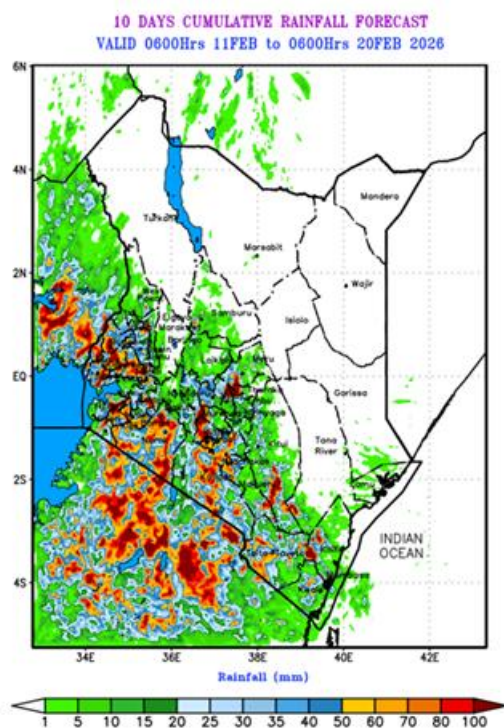 10 DAYS CUMULATIVE RAINFALL FORECAST
VALID 0600Hrs 11FEB to 0600Hrs 20FEB 2026
6N
4N
Mandera
Turkana
Marsabit
2N
Wajir
Samburu
Isiolo
Meru
EQ
Garissa
Kitui
Tana
River
2S
INDIAN
OCEAN
4S
34E 36E 38E 40E 42E
Rainfall (mm)
1 5 10 15 20 25 30 35 40 50 60 70 80 100